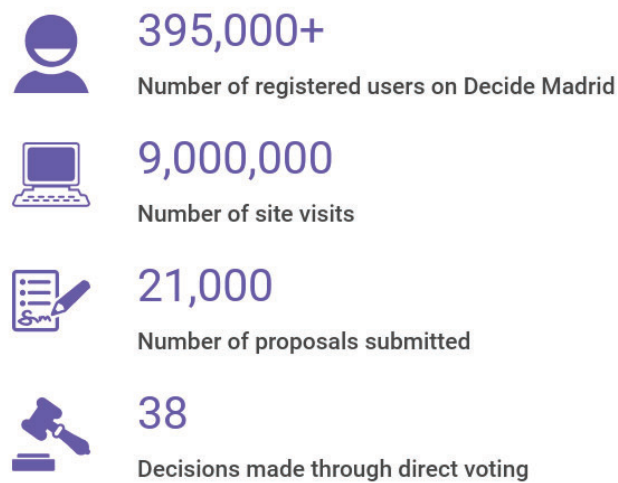 395,000+
Number of registered users on Decide Madrid
9,000,000
Number of site visits
21,000
Number of proposals submitted
38
Decisions made through direct voting